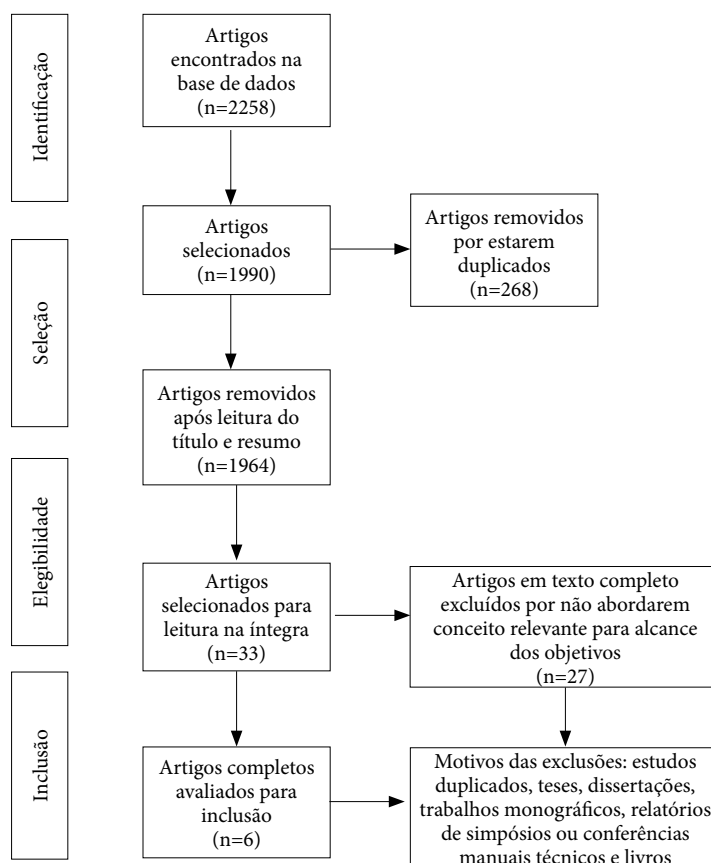 Identificação
Artigos
encontrados na
base de dados
(n=2258)
Seleção
Artigos
selecionados
(n=1990)
Artigos removidos
por estarem
duplicados
(n=268)
Artigos removidos
após leitura do
título e resumo
(n=1964)
Elegibilidade
Artigos
selecionados para
leitura na íntegra
(n=33)
Artigos em texto completo
excluídos por não abordarem
conceito relevante para alcance
dos objetivos
(n=27)
Inclusão
Artigos completos
avaliados para
inclusão
(n=6)
Motivos das exclusões: estudos
duplicados, teses, dissertações,
trabalhos monográficos, relatórios
de simpósios ou conferências
manuais técnicos e livros